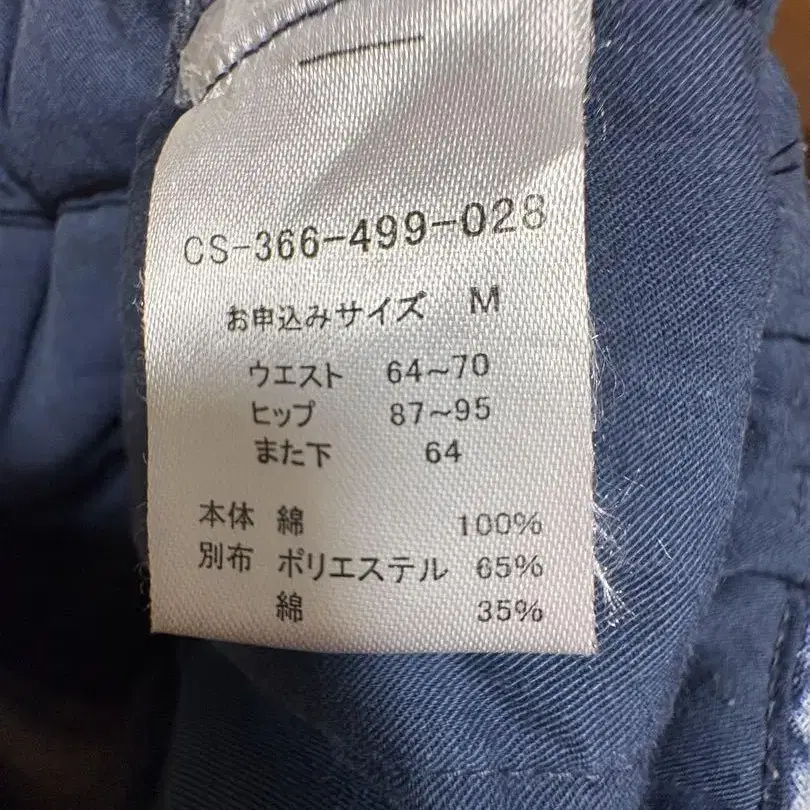 CS-366-499-028
お申込みサイズ M
ウエスト 64~70
ヒップ 87~95
また下 64
本体 綿 100%
別布 ポリエステル 65%
綿 35%